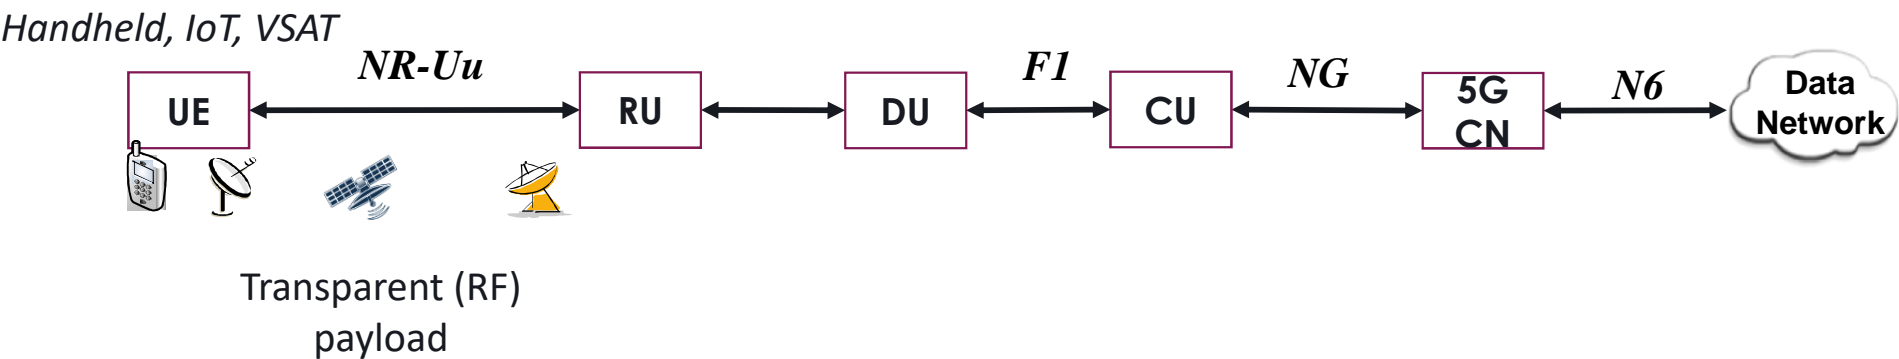 Handheld, IoT, VSAT
NR-Uu
F1
NG
N6
UE
RU
DU
CU
5G
CN
Data
Network
Transparent (RF)
payload